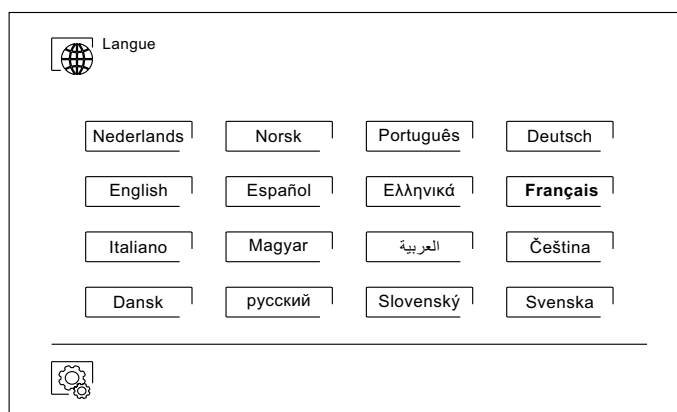 Langue
Nederlands Norsk Português Deutsch
English Español Ελληνικά Français
Italiano Magyar العربية Čeština
Dansk русский Slovenský Svenska